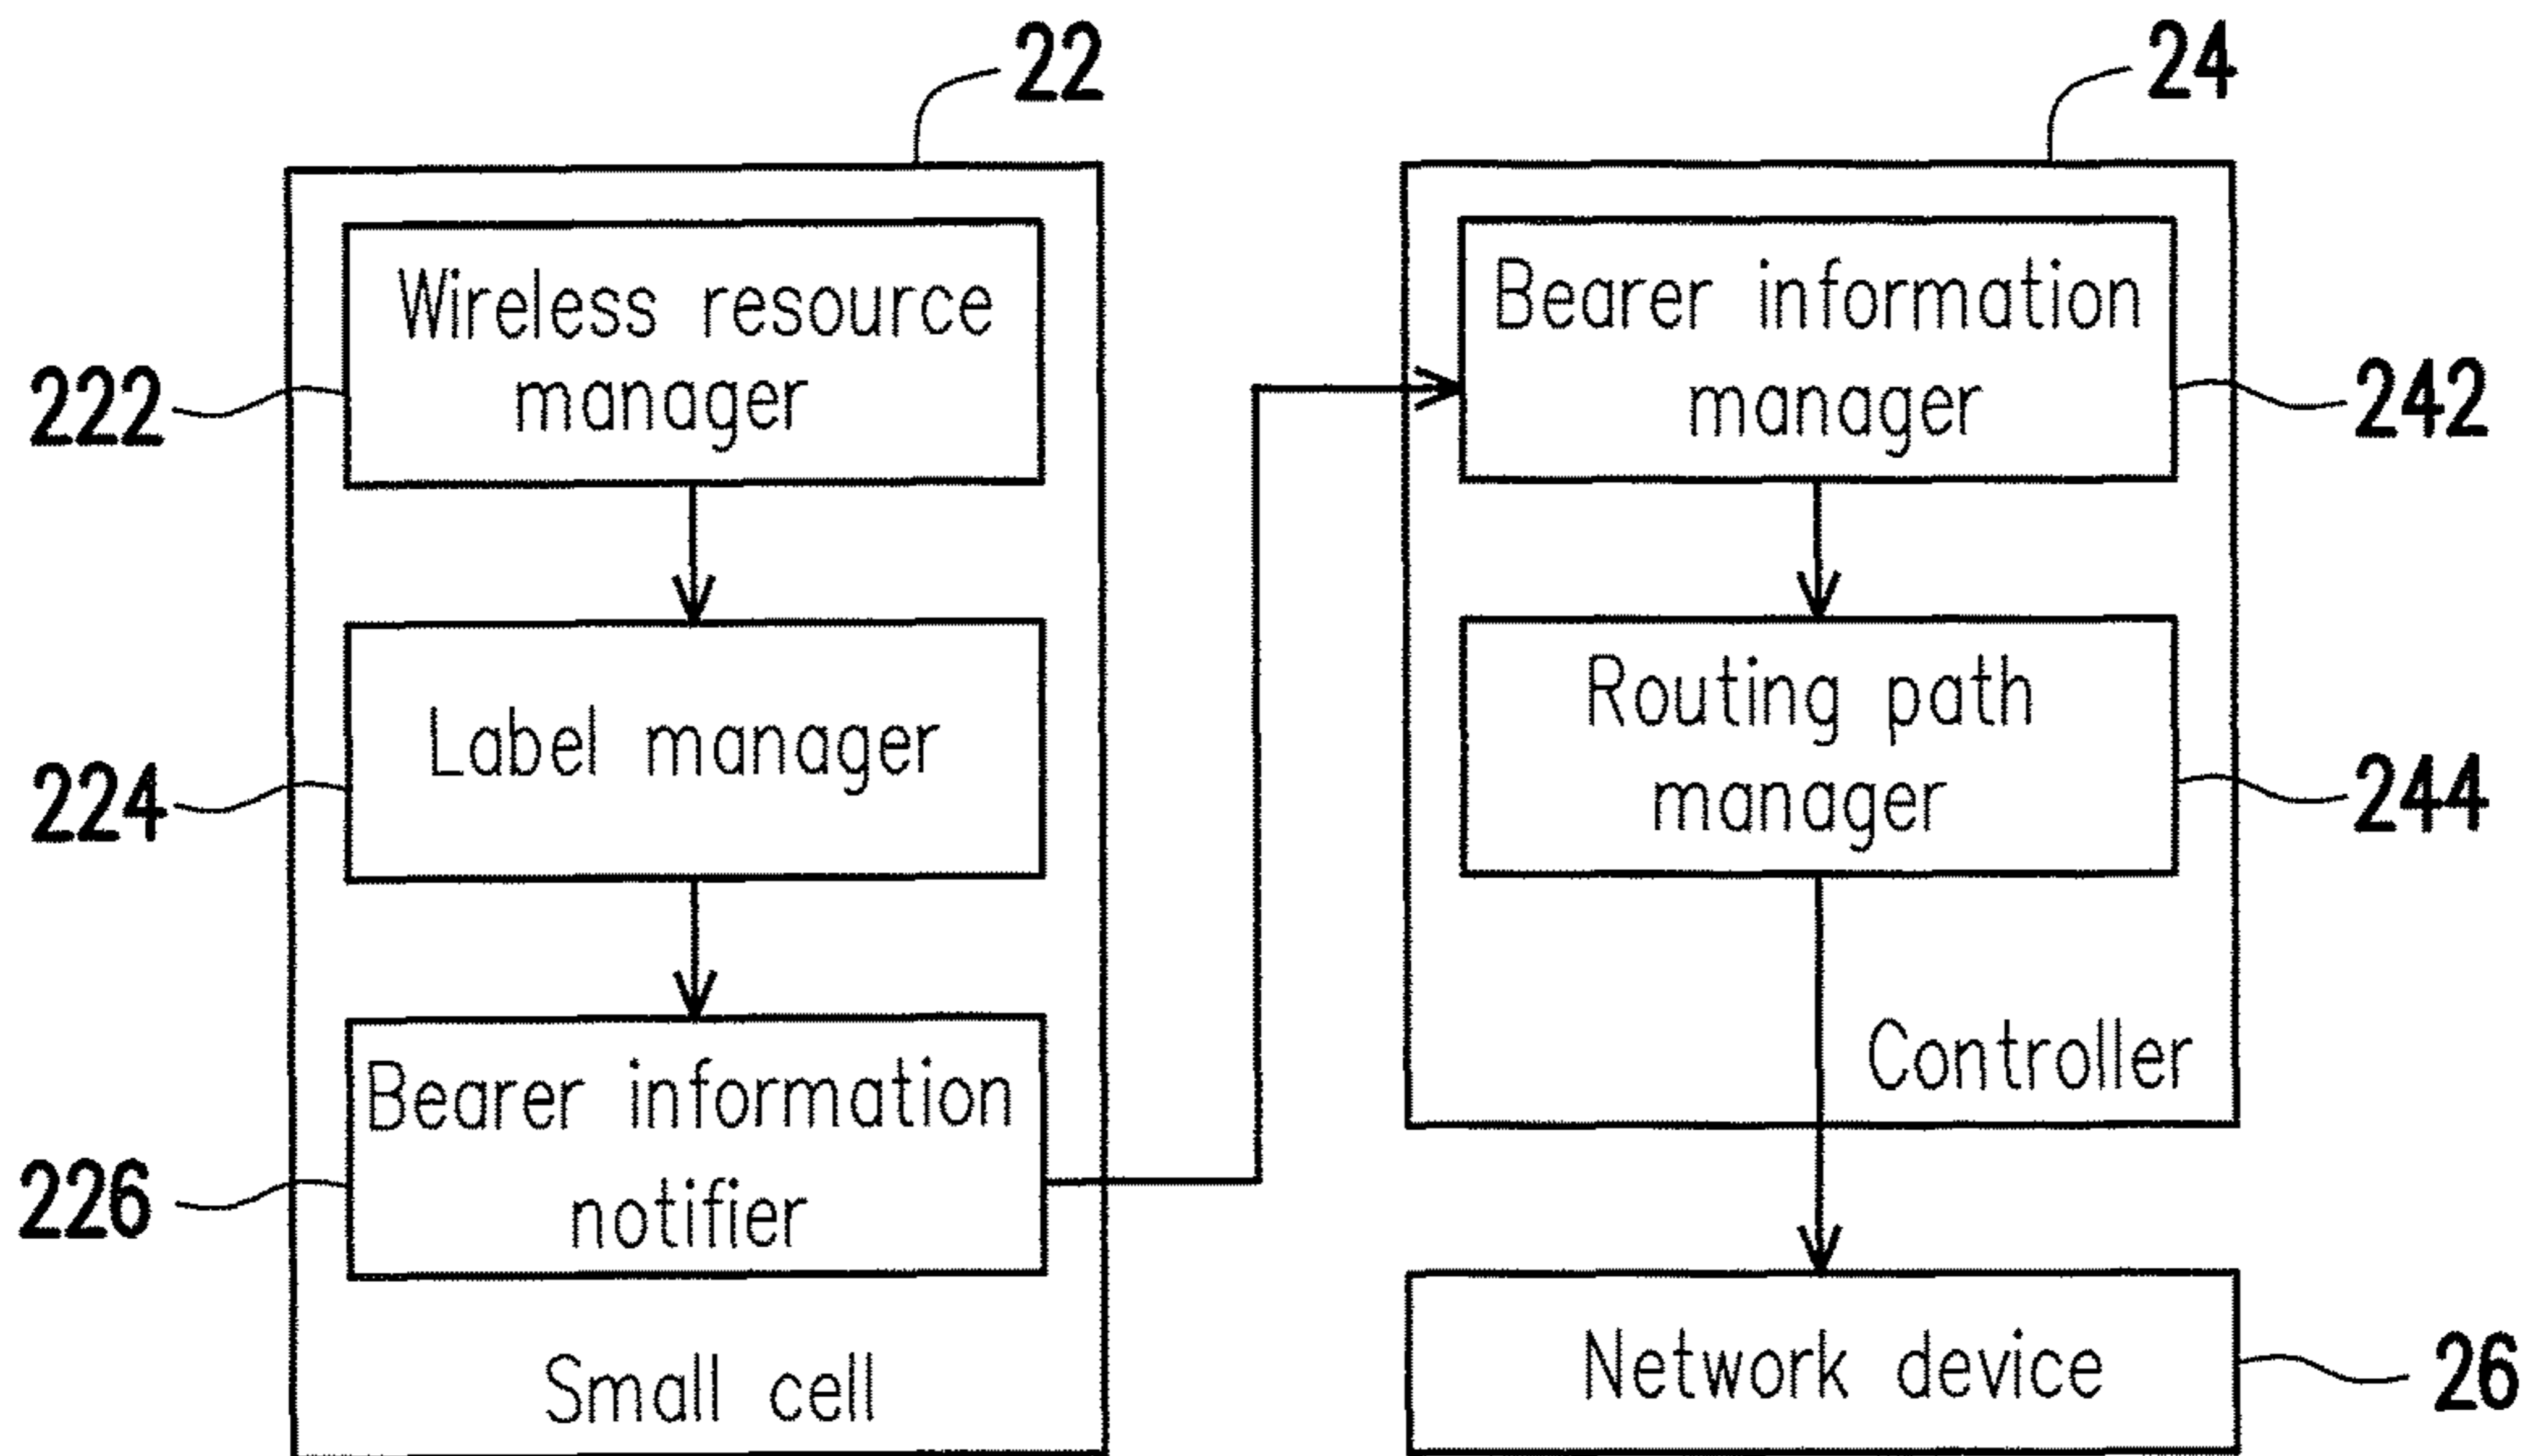 22
24
Wireless resource
manager
222
Label manager
224
Bearer information
notifier
226
Small cell
Bearer information
manager
242
Routing path
manager
244
Controller
Network device
26